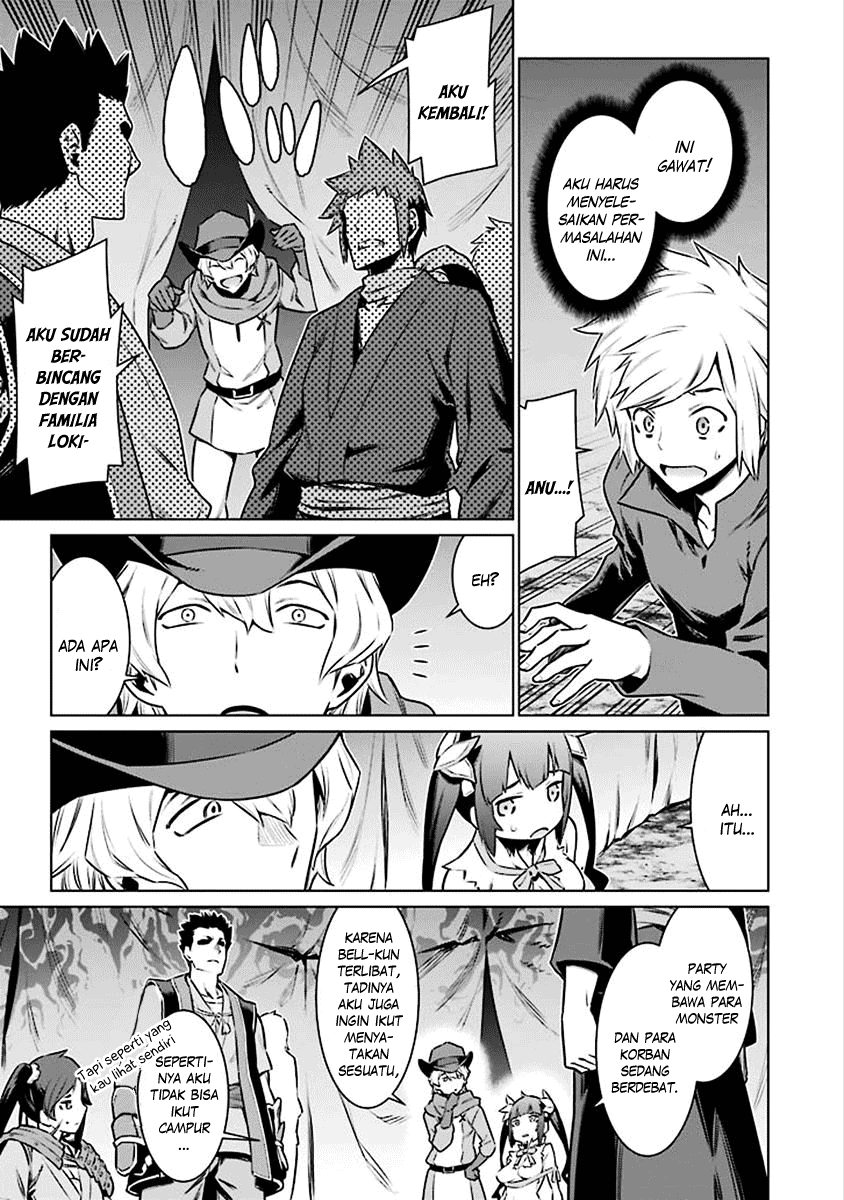 INI
GAWAT!
AKU HARUS
MENYELE-
SAIKAN PER-
MASALAHAN
INI...
ANU...!
AKU
KEMBALI!
AKU SUDAH
BER-
BINCANG
DENGAN
FAMILIA
LOKI-
EH?
ADA APA
INI?
AH...
ITU...
PARTY
YANG MEM-
BAWA PARA
MONSTER
DAN PARA
KORBAN
SEDANG
BERDEBAT.
KARENA
BELL-KUN
TERLIBAT,
TADINYA
AKU JUGA
INGIN IKUT
MENYA-
TAKAN
SESUATU,
Tapi seperti yang
kau lihat sendiri
SEPERTI-
NYA AKU
TIDAK BISA
IKUT
CAMPUR
...